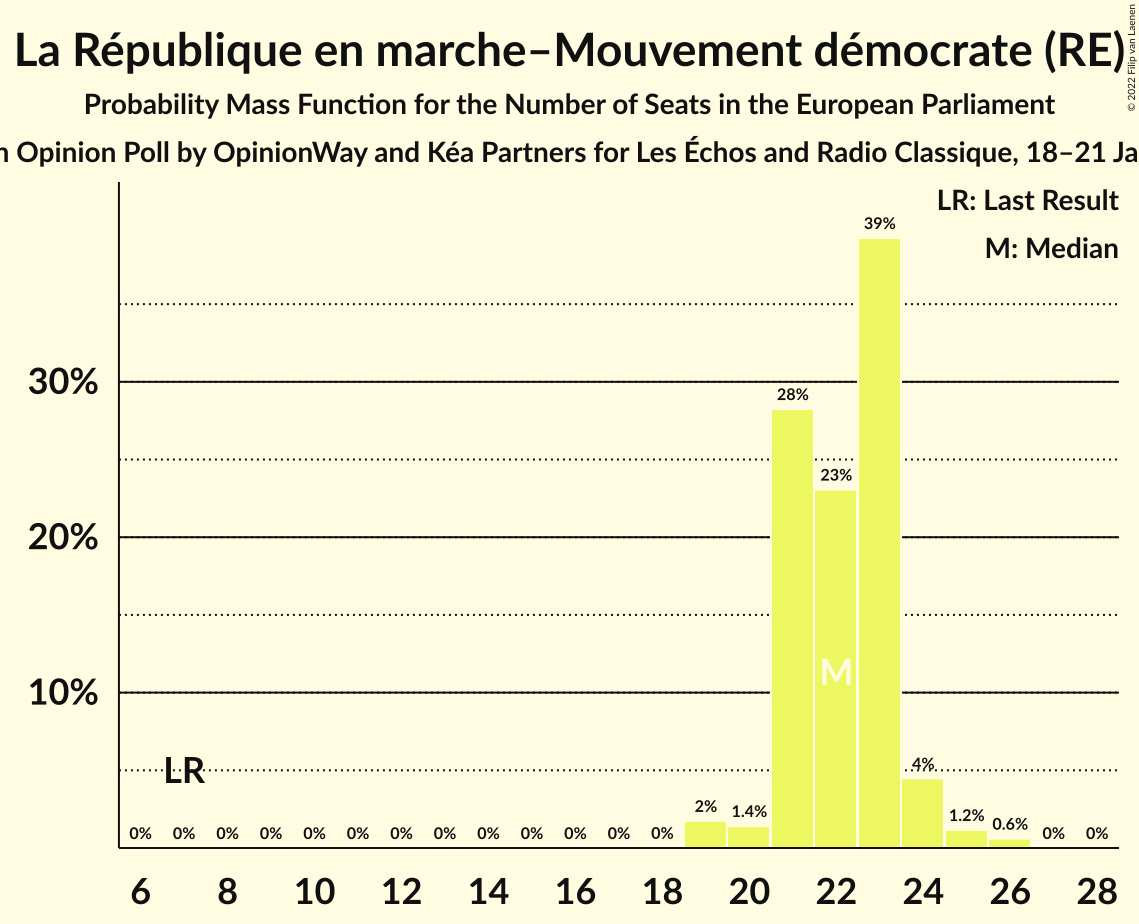 La République en marche–Mouvement démocrate (RE)
© 2022 Filip van Laenen
Probability Mass Function for the Number of Seats in the European Parliament
Opinion Poll by OpinionWay and Kéa Partners for Les Échos and Radio Classique, 18–21
LR: Last Result
M: Median
39%
30%
28%
23%
20%
M
10%
LR
4%
2%
1.4%
1.2%
0.6%
0% 0% 0% 0% 0% 0% 0% 0% 0% 0% 0% 0% 0% 0% 0%
6 8 10 12 14 16 18 20 22 24 26 28